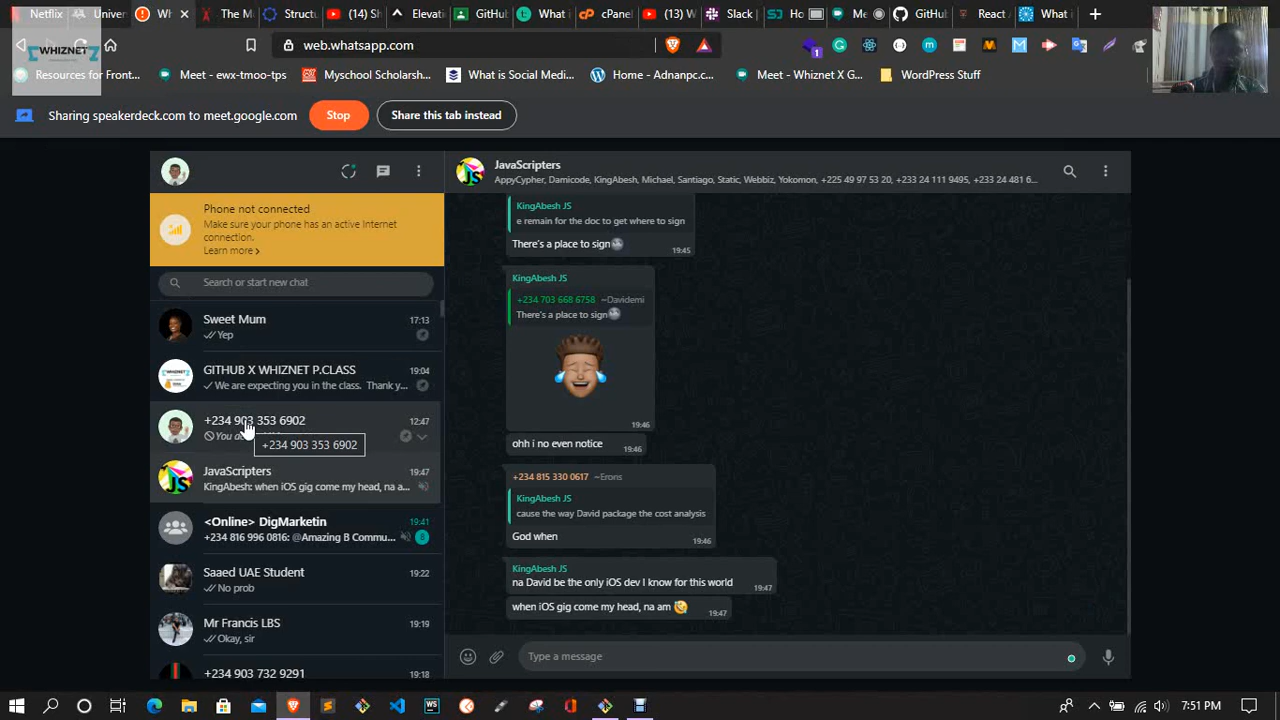 Netflix
Univer
Wh
The M
Struct
(14) S
Elevat
GitHu
What i
cPanel
(13) W
Slack
Ho
Me
GitHu
React
What i
WHIZNET
web.whatsapp.com
1
Resources for Front...
Meet - ewx-tmoo-tps
Myschool Scholarsh...
What is Social Medi...
Home - Adnanpc.c...
Meet - Whiznet X G...
WordPress Stuff
Sharing speakerdeck.com to meet.google.com
Stop
Share this tab instead
Phone not connected
Make sure your phone has an active Internet
connection.
Learn more >
Search or start new chat
Sweet Mum
17:13
Yep
GITHUB X WHIZNET P.CLASS
19:04
We are expecting you in the class. Thank y...
+234 903 353 6902
12:47
You de
+234 903 353 6902
JavaScripters
19:47
KingAbesh: when iOS gig come my head, na a...
<Online> DigMarketin
19:41
+234 816 996 0816: @Amazing B Commu...
8
Saaed UAE Student
19:22
No prob
Mr Francis LBS
19:19
Okay, sir
+234 903 732 9291
19:18
JavaScripters
AppyCypher, Damicode, KingAbesh, Michael, Santiago, Static, Webbiz, Yokomon, +225 49 97 53 20, +233 24 111 9495, +233 24 481 6...
KingAbesh JS
e remain for the doc to get where to sign
There's a place to sign
19:45
KingAbesh JS
+234 703 668 6758 ~Davidemi
There's a place to sign
19:46
ohh i no even notice
19:46
+234 815 330 0617 ~Erons
KingAbesh JS
cause the way David package the cost analysis
God when
19:46
KingAbesh JS
na David be the only iOS dev I know for this world
19:47
when iOS gig come my head, na am 🤣
19:47
Type a message
7:51 PM